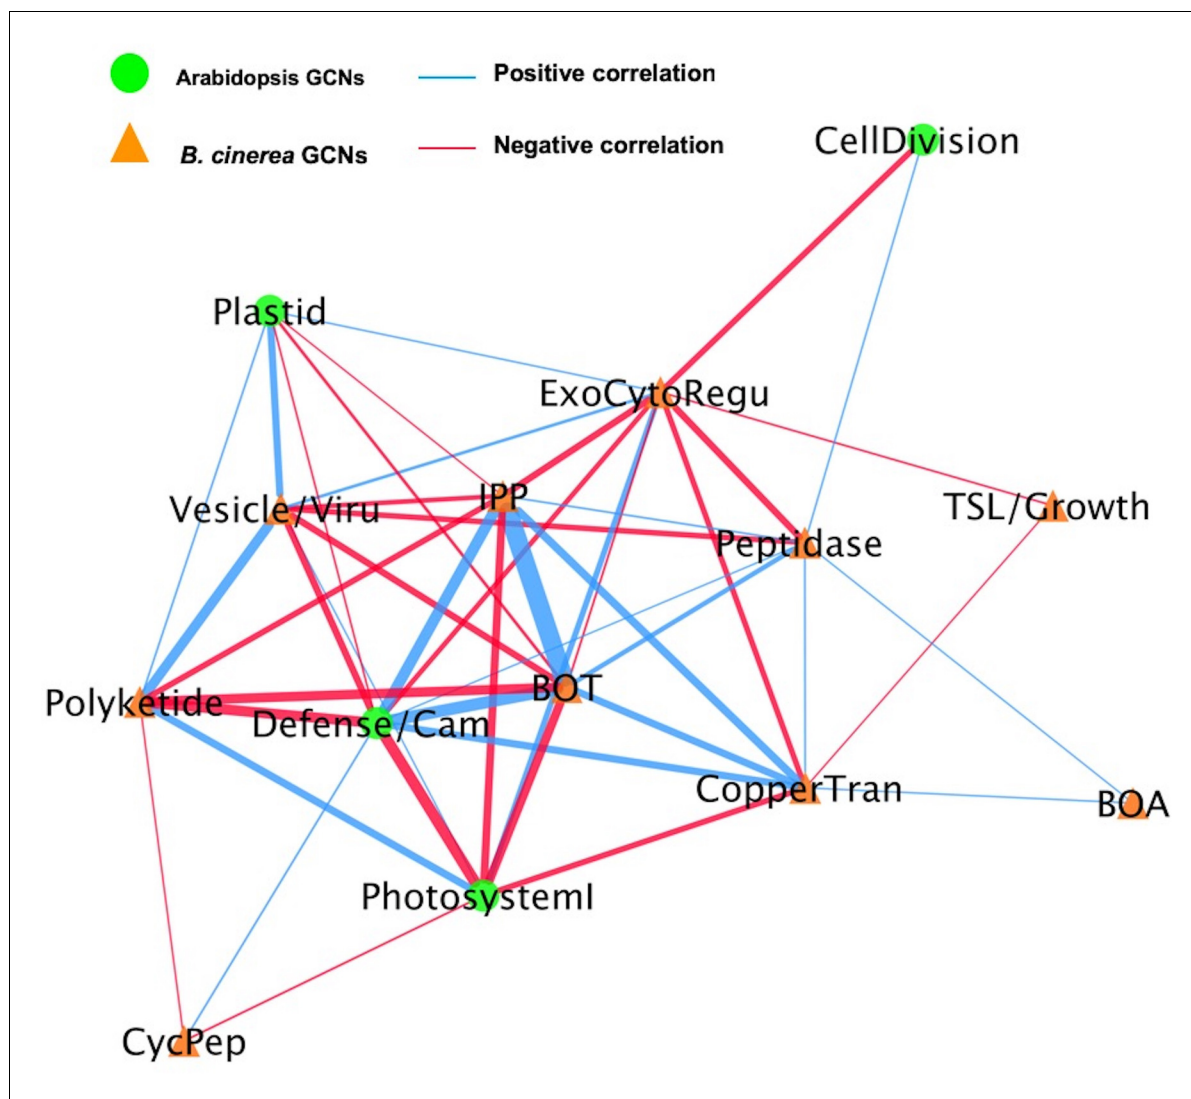 Arabidopsis GCNs
Positive correlation
B. cinerea GCNs
Negative correlation
CellDivision
Plastid
ExoCytoRegu
IPP
Vesicle/Viru
TSL/Growth
Peptidase
BOT
Polyketide
Defense/Cam
CopperTran
BOA
PhotosystemI
CycPep